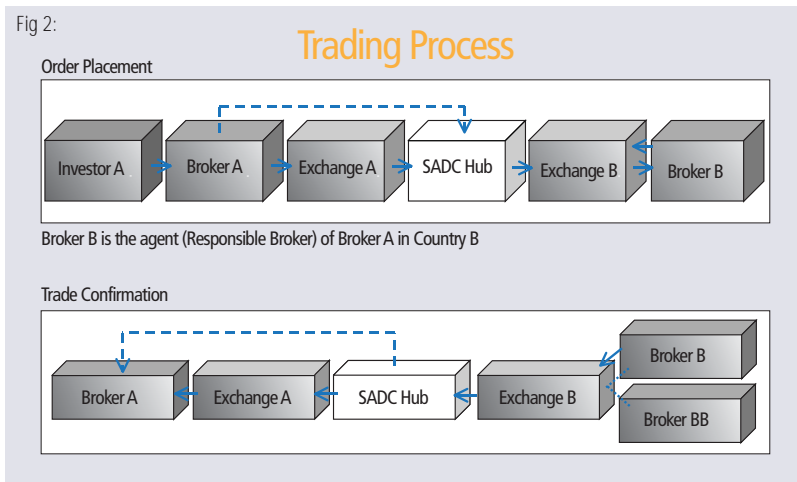 Fig 2:
Trading Process
Order Placement
Investor A
Broker A
Exchange A
SADC Hub
Exchange B
Broker B
Broker B is the agent (Responsible Broker) of Broker A in Country B
Trade Confirmation
Broker A
Exchange A
SADC Hub
Exchange B
Broker B
Broker BB